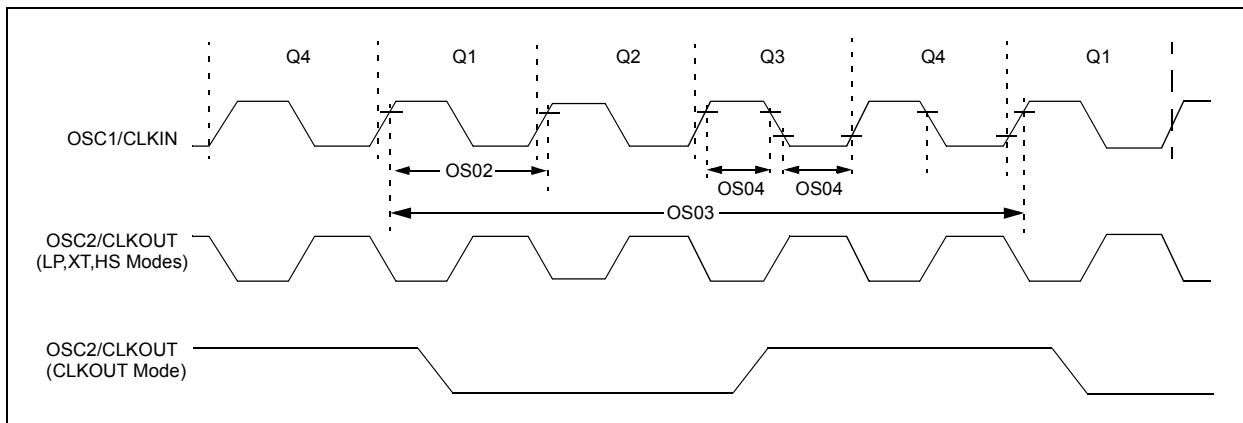 Q4 Q1 Q2 Q3 Q4 Q1
OSC1/CLKIN
OS02
OS04 OS04
OS03
OSC2/CLKOUT
(LP,XT,HS Modes)
OSC2/CLKOUT
(CLKOUT Mode)